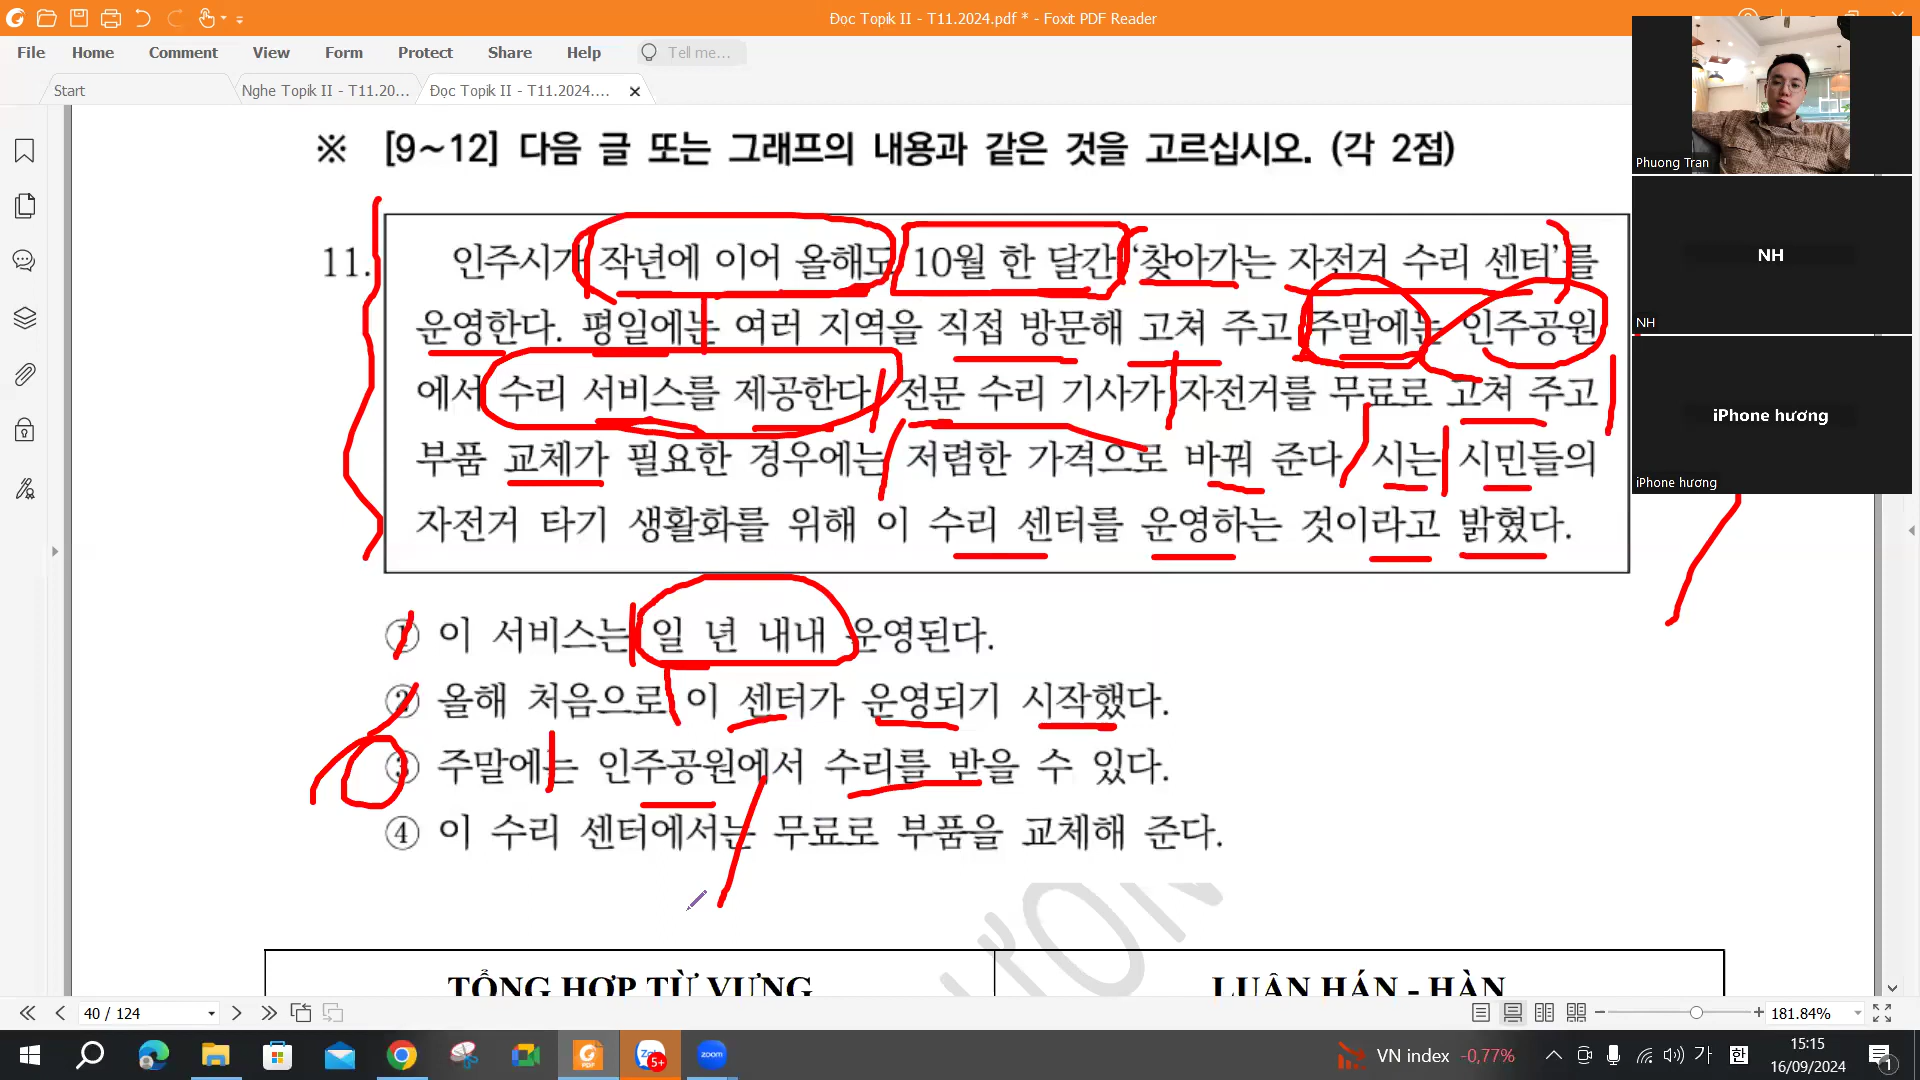 Đọc Topik II - T11.2024.pdf * - Foxit PDF Reader
File Home Comment View Form Protect Share Help Tell me...
Start
Nghe Topik II - T11.20...
Đọc Topik II - T11.2024....
※ [9~12] 다음 글 또는 그래프의 내용과 같은 것을 고르십시오. (각 2점)
11. 인주시가 작년에 이어 올해도 10월 한 달간 '찾아가는 자전거 수리 센터'를
운영한다. 평일에는 여러 지역을 직접 방문해 고쳐 주고 주말에는 인주공원
에서 수리 서비스를 제공한다. 전문 수리 기사가 자전거를 무료로 고쳐 주고
부품 교체가 필요한 경우에는 저렴한 가격으로 바꿔 준다. 시는 시민들의
자전거 타기 생활화를 위해 이 수리 센터를 운영하는 것이라고 밝혔다.
① 이 서비스는 일 년 내내 운영된다.
② 올해 처음으로 이 센터가 운영되기 시작했다.
③ 주말에는 인주공원에서 수리를 받을 수 있다.
④ 이 수리 센터에서는 무료로 부품을 교체해 준다.
TỔNG HỢP TỪ VỰNG
LUẬN HÁN - HÀN
Phuong Tran
NH
NH
iPhone hương
iPhone hương
40 / 124
181.84%
VN index -0,77%
가
한
15:15
16/09/2024
1
zoom
5+
PDF